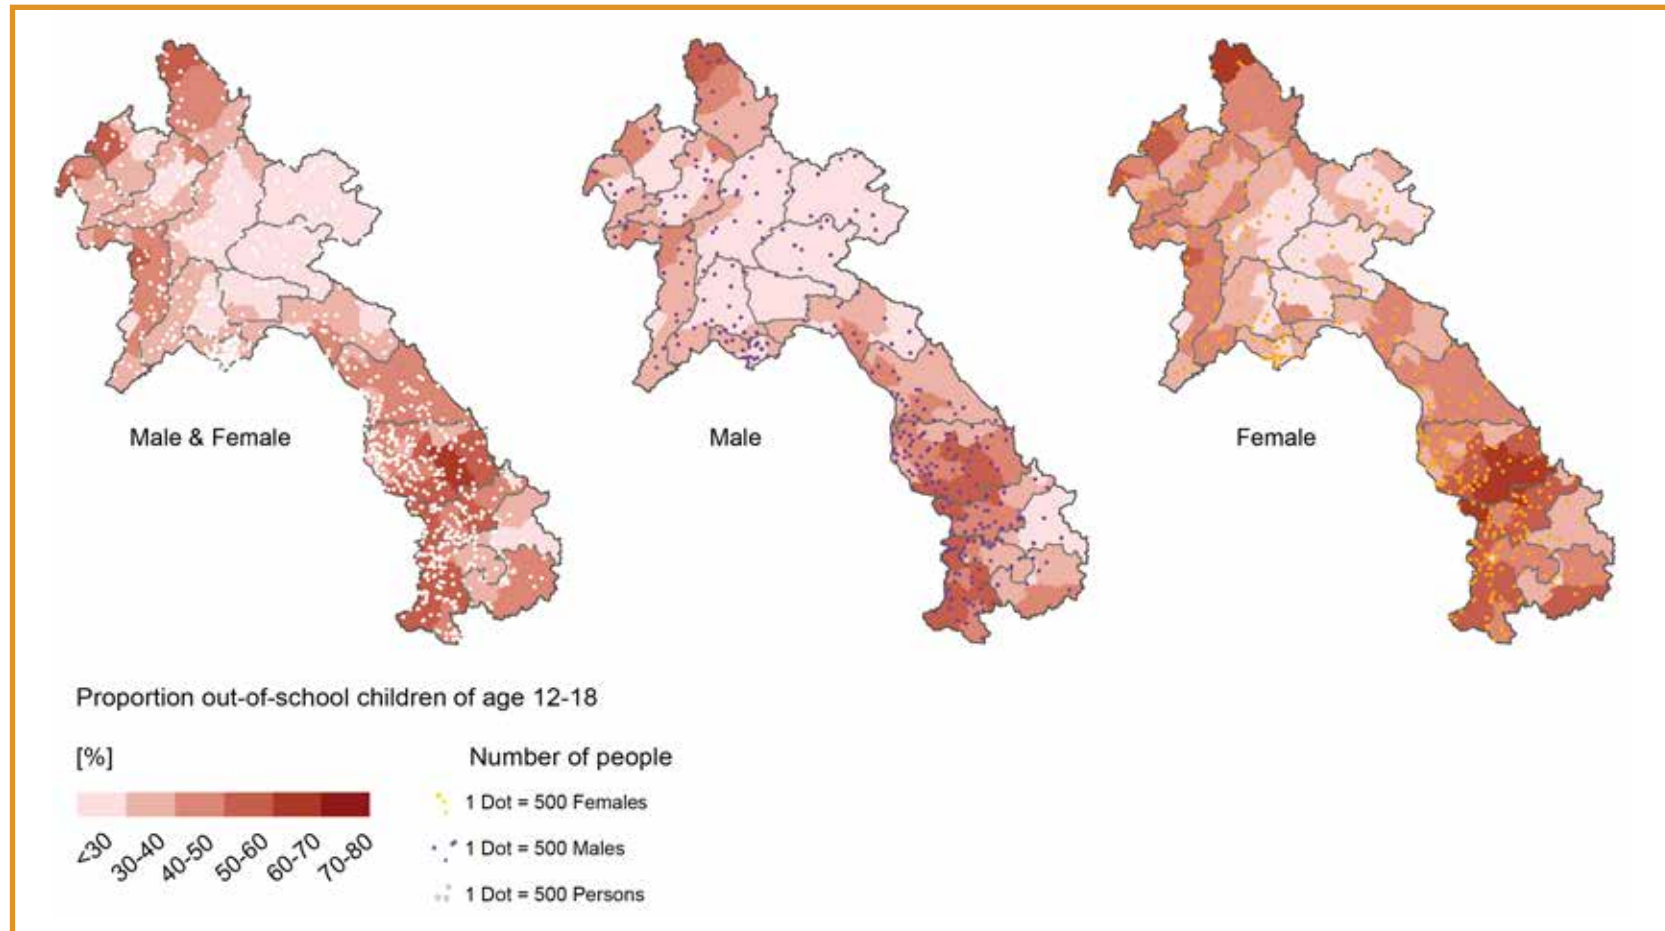 Male & Female
Male
Female
Proportion out-of-school children of age 12-18
[%]
<30
30-40
40-50
50-60
60-70
70-80
Number of people
1 Dot = 500 Females
1 Dot = 500 Males
1 Dot = 500 Persons